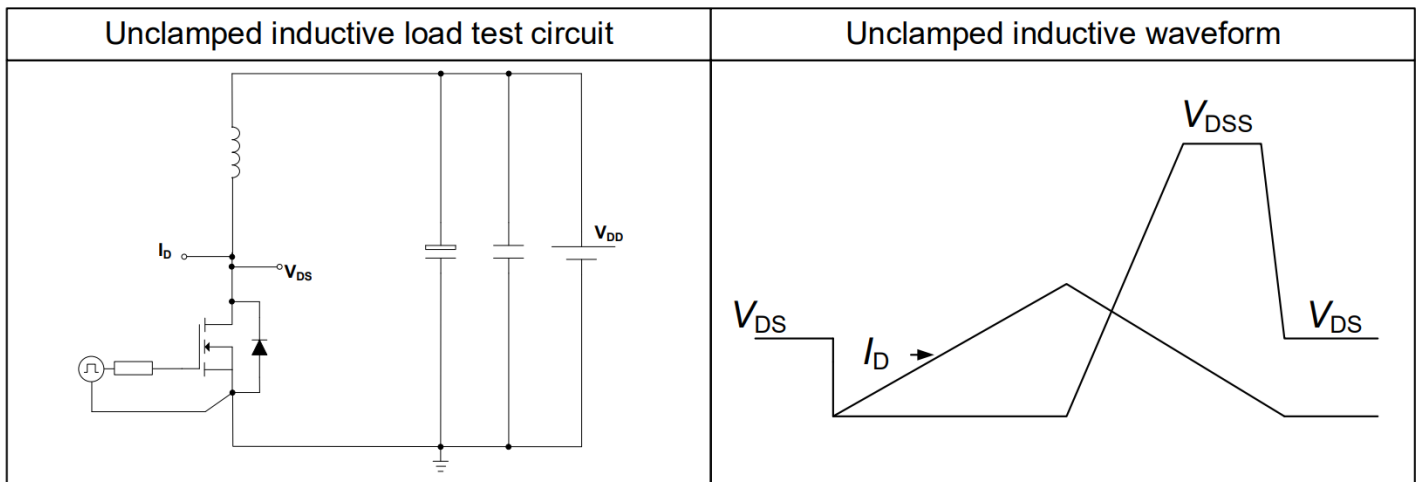 Unclamped inductive load test circuit
Unclamped inductive waveform
VDSS
VDD
ID
VDS
VDS
VDS
ID